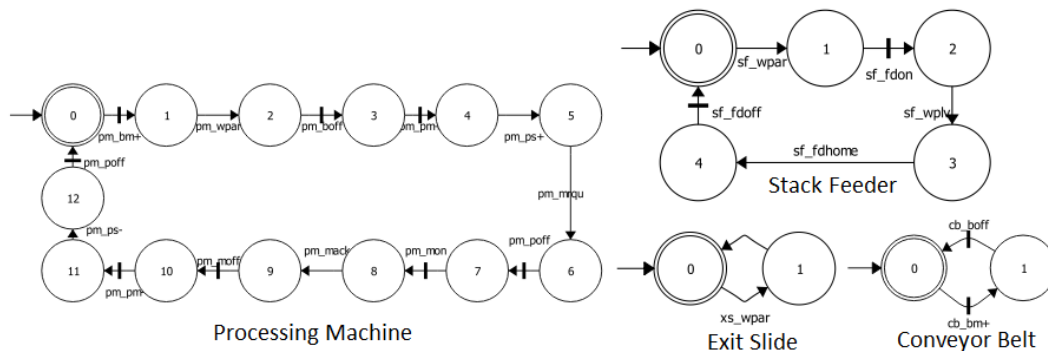 0
pm_bm+
1
pm_wpar
2
pm_boff
3
pm_pm+
4
pm_ps+
5
pm_mrqu
6
pm_poff
7
pm_mon
8
pm_mack
9
pm_moff
10
pm_pm-
11
pm_ps-
12
pm_poff
Processing Machine
0
sf_wpar
1
sf_fdon
2
sf_wplv
3
sf_fdhome
4
sf_fdoff
Stack Feeder
0
1
xs_wpar
Exit Slide
cb_boff
0
1
cb_bm+
Conveyor Belt